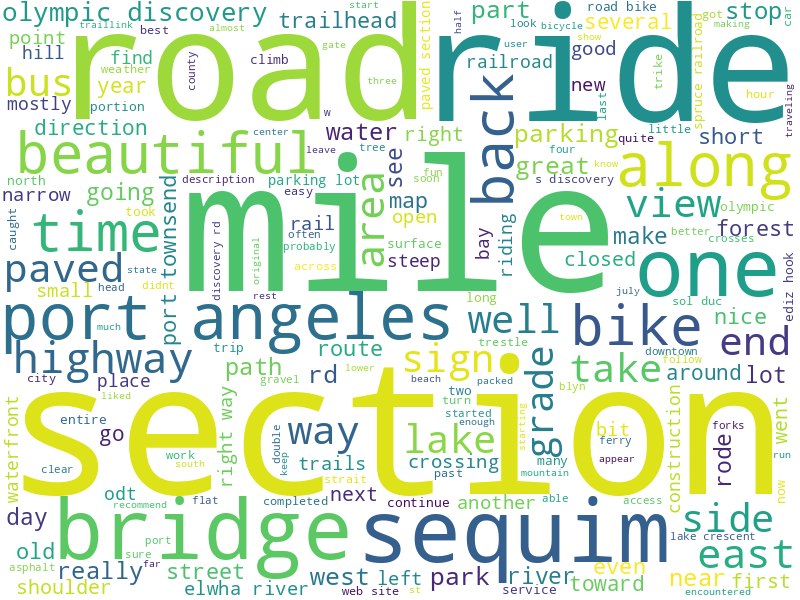 olympic discovery
traillink
best
almost
start
gate
user
road
ride
trailhead
part
half
look
bicycle
road bike
show
several
got
making
stop
car
point
hill
find
weather
county
climb
paved section
railroad
good
three
trike
spruce railroad
hour
traveling
bus
mostly
year
portion
w
back
new
last
direction
center
leave
water
right
quite
little
short
beautiful
tree
parking
fun
four
know
along
north
description
parking lot
see
great
s discovery
olympic
narrow
going
took
easy
area
map
soon
view
town
better
forest
caught
time
port townsend
mile
rail
often
probably
open
bay
riding
make
crosses
state
didnt
discovery rd
original
across
surface
steep
closed
one
paved
head
rest
small
july
sol duc
ediz hook
much
long
port angeles
well
bike
nice
trip
route
trestle
end
highway
downtown
city
path
sign
grade
take
follow
place
gravel
lower
rd
beach
packed
blyn
around
lot
liked
two
turn
section
waterfront
entire
go
right way
double
keep
way
lake
started
enough
starting
bit
ferry
construction
rode
forks
went
clear
work
south
trails
crossing
many
appear
run
strait
past
mountain
odt
recommend
flat
completed
next
continue
another
able
access
now
day
port
bridge
sequim
side
old
sure
lake crescent
asphalt
far
really
street
west
left
park
river
even
near
east
shoulder
elwha river
web site
st
service
toward
encountered
first